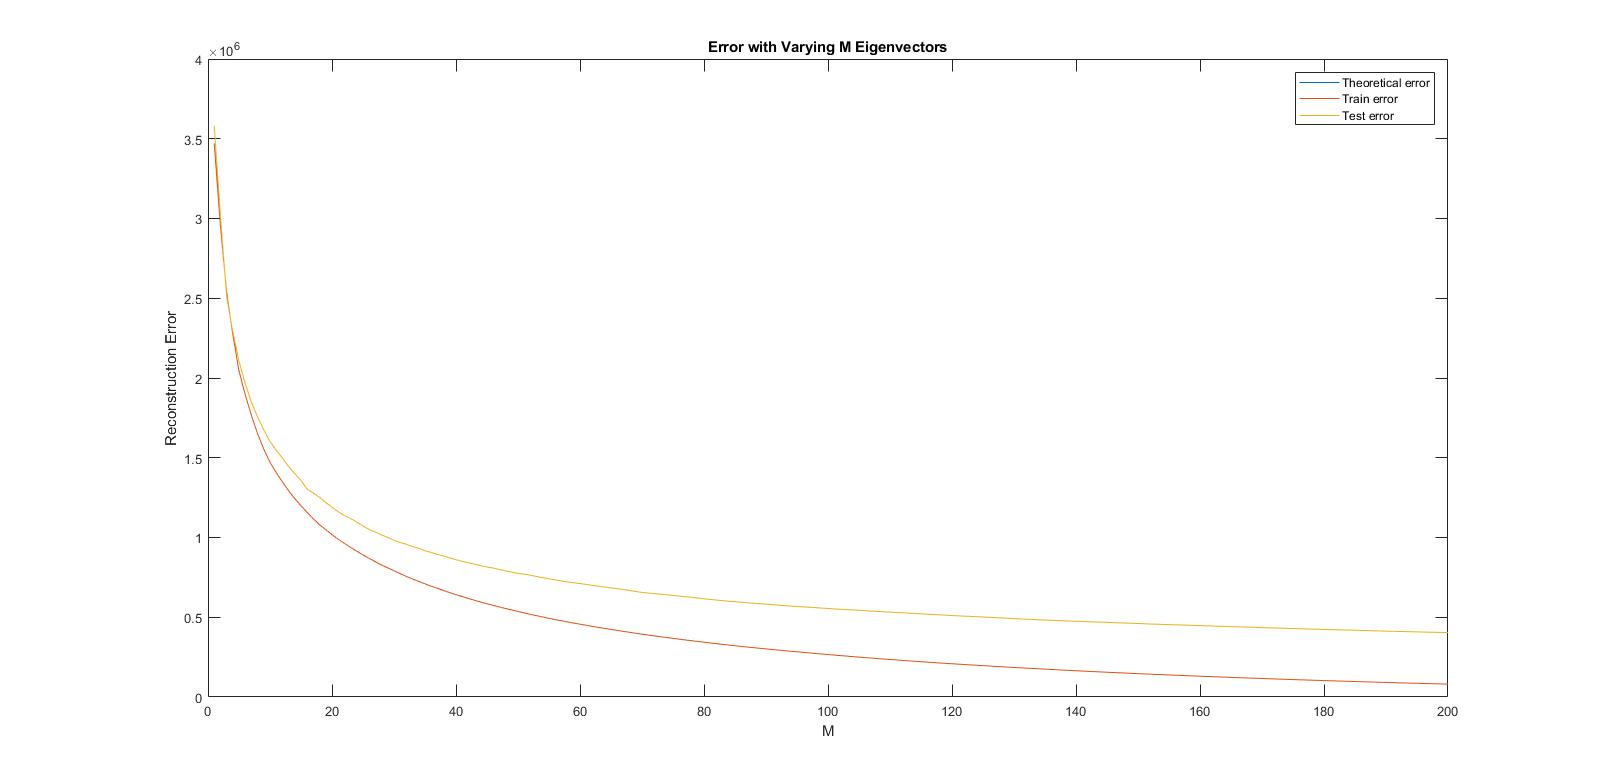 Error with Varying M Eigenvectors
×10^6
4
3.5
3
2.5
2
1.5
1
0.5
0
Reconstruction Error
Theoretical error
Train error
Test error
0 20 40 60 80 100 120 140 160 180 200
M